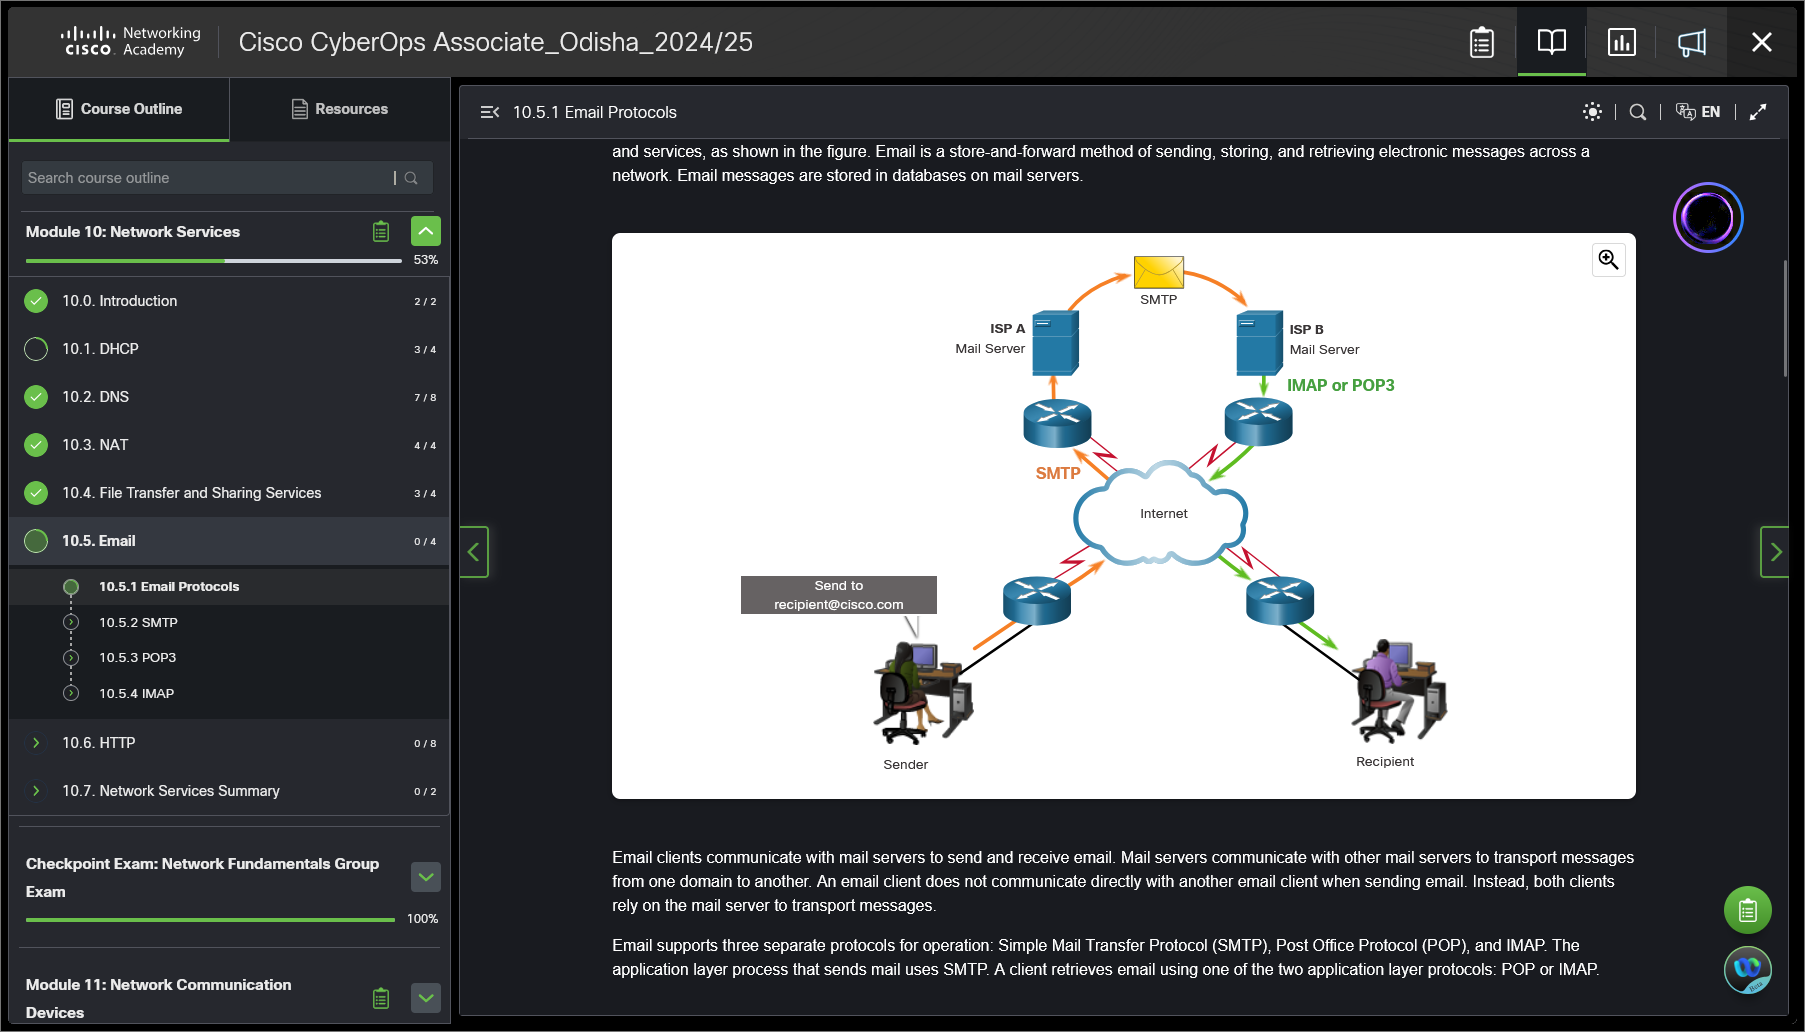 Networking
CISCO Academy
Cisco CyberOps Associate_Odisha_2024/25
Course Outline
Resources
Search course outline
Module 10: Network Services
53%
10.0. Introduction 2 / 2
10.1. DHCP 3 / 4
10.2. DNS 7 / 8
10.3. NAT 4 / 4
10.4. File Transfer and Sharing Services 3 / 4
10.5. Email 0 / 4
10.5.1 Email Protocols
10.5.2 SMTP
10.5.3 POP3
10.5.4 IMAP
10.6. HTTP 0 / 8
10.7. Network Services Summary 0 / 2
Checkpoint Exam: Network Fundamentals Group
Exam
100%
Module 11: Network Communication
Devices
10.5.1 Email Protocols
EN
and services, as shown in the figure. Email is a store-and-forward method of sending, storing, and retrieving electronic messages across a
network. Email messages are stored in databases on mail servers.
SMTP
ISP A
Mail Server
ISP B
Mail Server
IMAP or POP3
SMTP
Internet
Send to
recipient@cisco.com
Sender
Recipient
Email clients communicate with mail servers to send and receive email. Mail servers communicate with other mail servers to transport messages
from one domain to another. An email client does not communicate directly with another email client when sending email. Instead, both clients
rely on the mail server to transport messages.
Email supports three separate protocols for operation: Simple Mail Transfer Protocol (SMTP), Post Office Protocol (POP), and IMAP. The
application layer process that sends mail uses SMTP. A client retrieves email using one of the two application layer protocols: POP or IMAP.
Beta